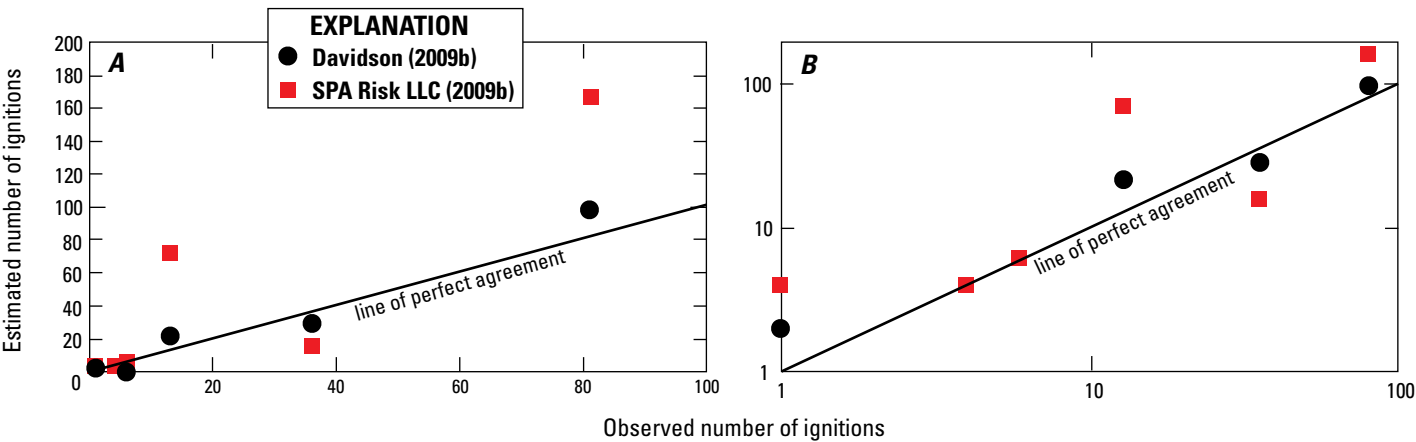 EXPLANATION
Davidson (2009b)
SPA Risk LLC (2009b)
Estimated number of ignitions
A
200
180
160
140
120
100
80
60
40
20
0
20
40
60
80
100
line of perfect agreement
B
100
10
1
1
10
100
line of perfect agreement
Observed number of ignitions